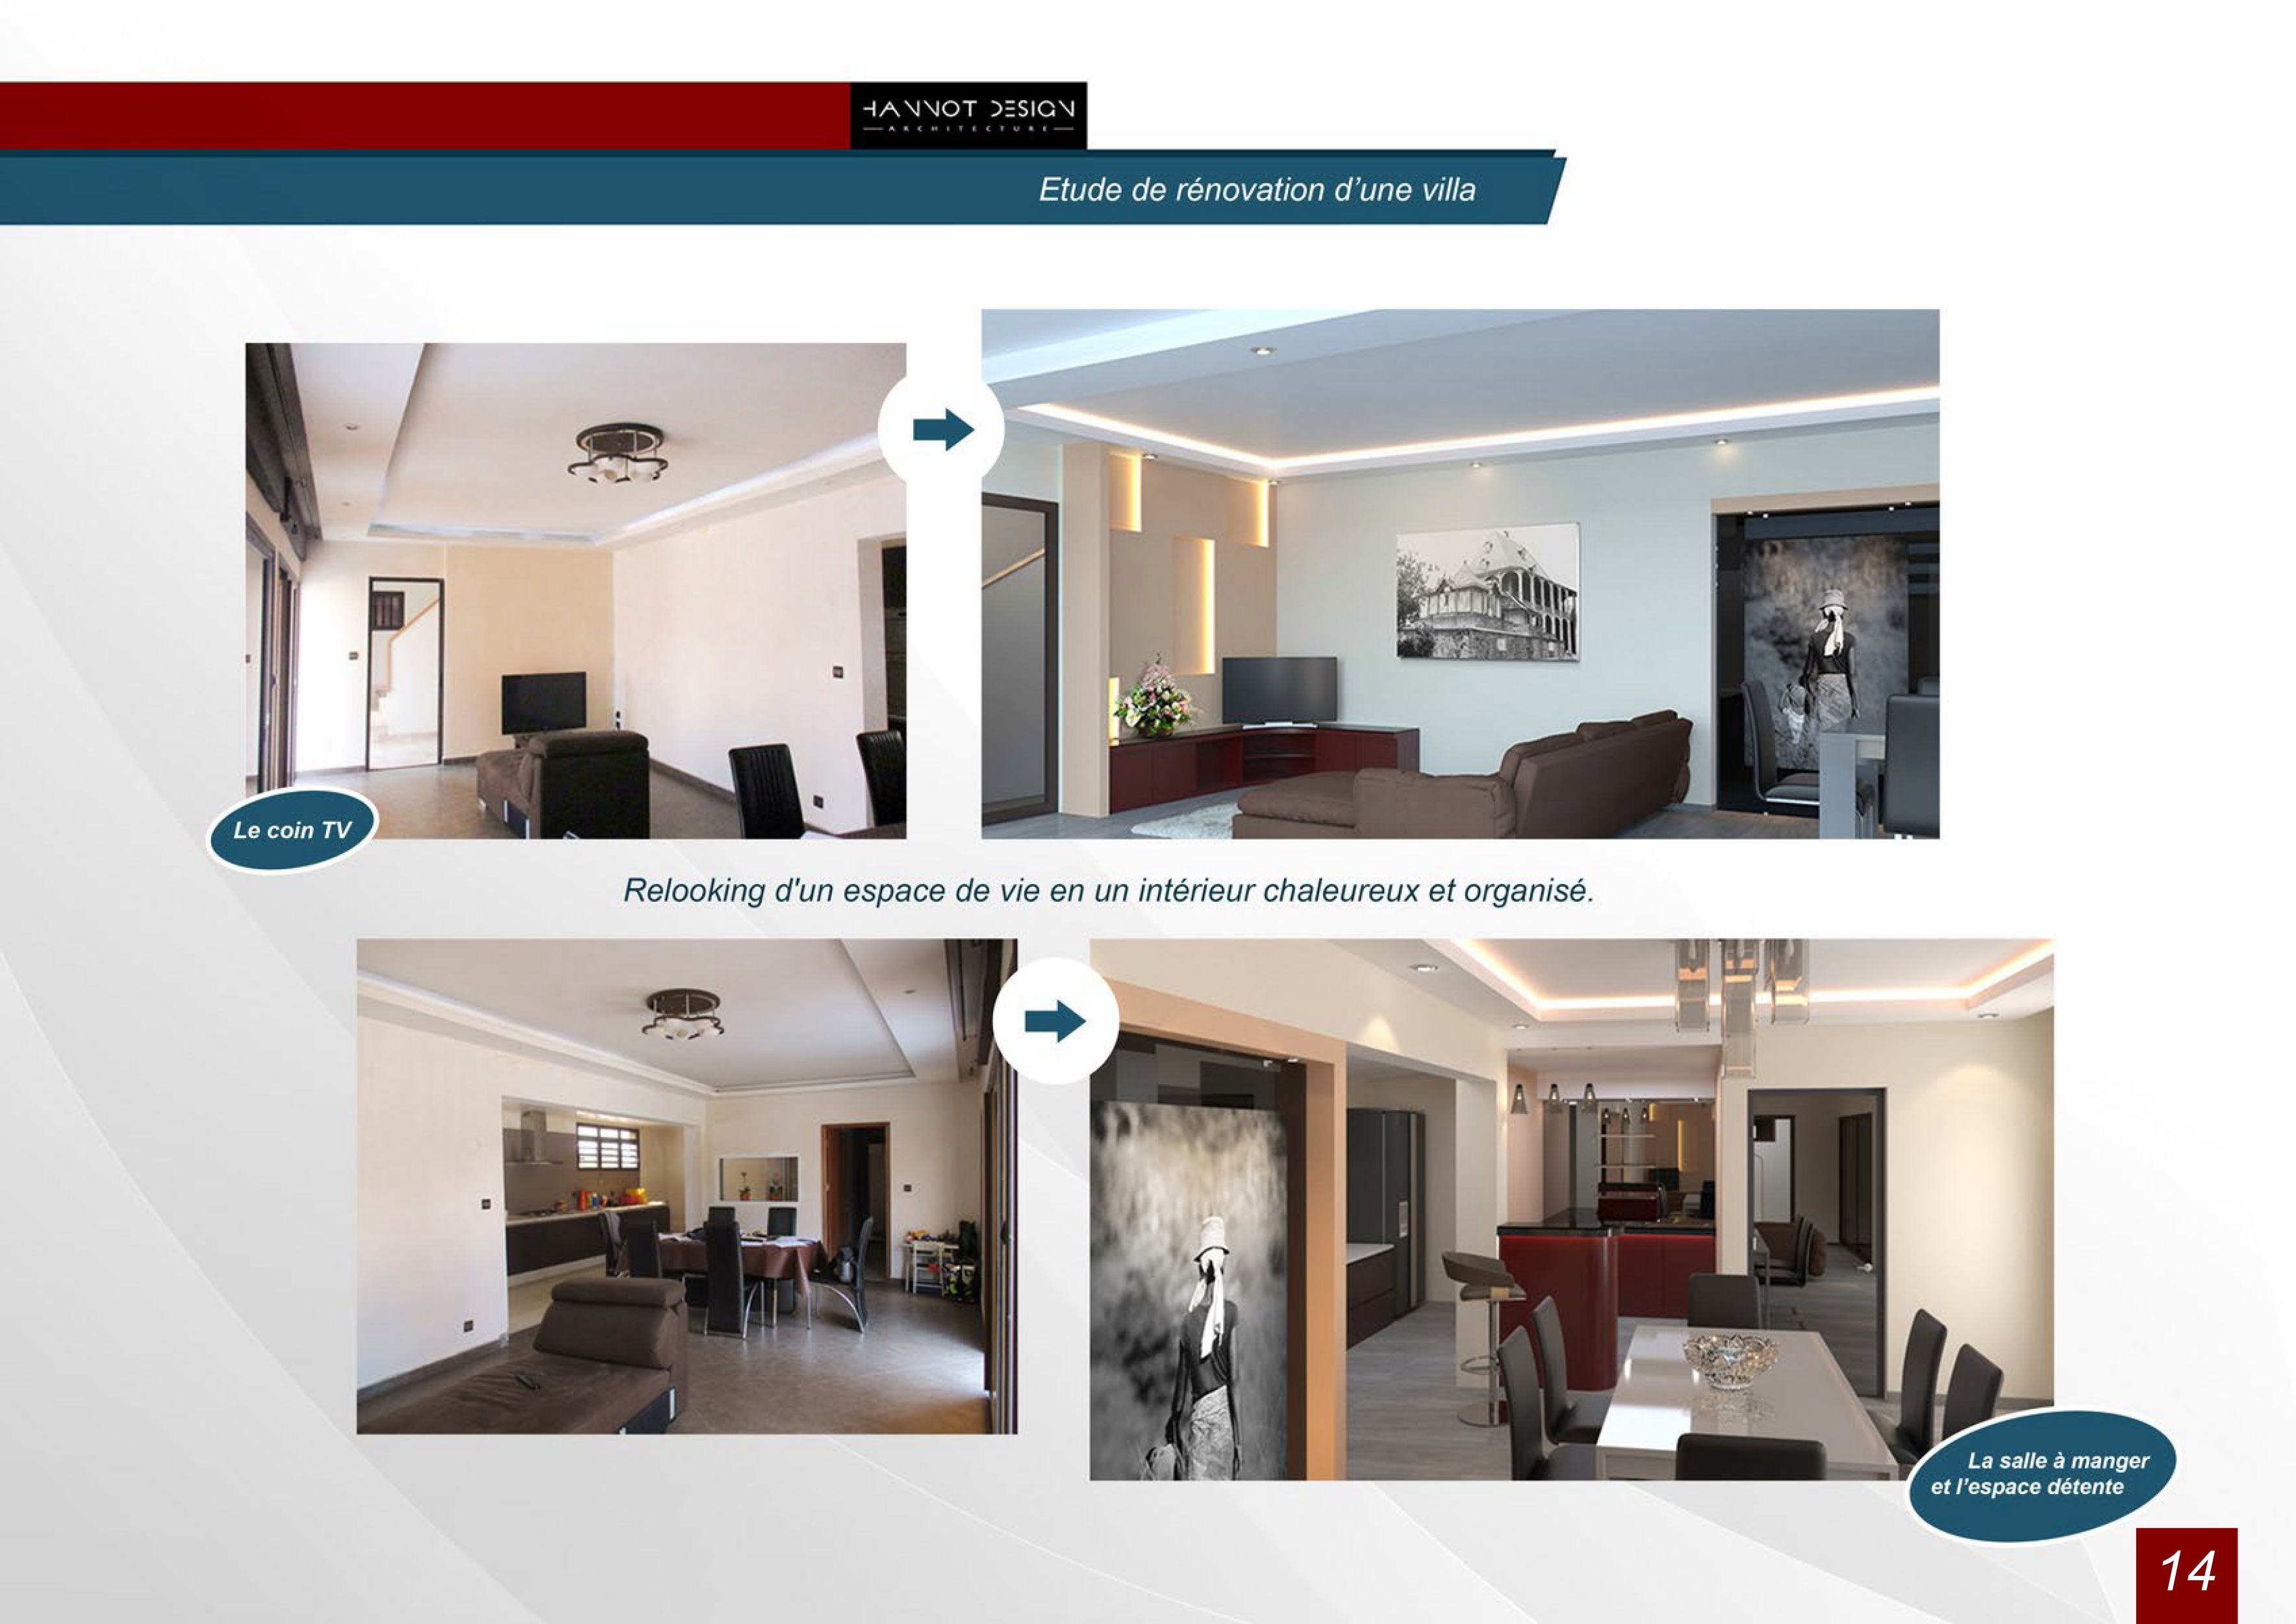 HANNOT DESIGN
ARCHITECTURE
Etude de rénovation d’une villa
Le coin TV
Relooking d'un espace de vie en un intérieur chaleureux et organisé.
La salle à manger
et l’espace détente
14